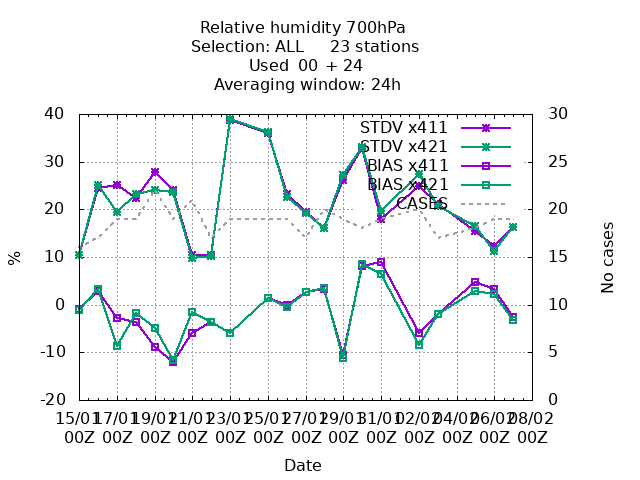 Relative humidity 700hPa
Selection: ALL 23 stations
Used 00 + 24
Averaging window: 24h
40 30
STDV x411
STDV x421
30 25
BIAS x411
BIAS x421
20 CASES 20
10 15
% No cases
0 10
-10 5
-20 0
15/01 17/01 19/01 21/01 23/01 25/01 27/01 29/01 31/01 02/02 04/02 06/02 08/02
00Z 00Z 00Z 00Z 00Z 00Z 00Z 00Z 00Z 00Z 00Z 00Z 00Z
Date